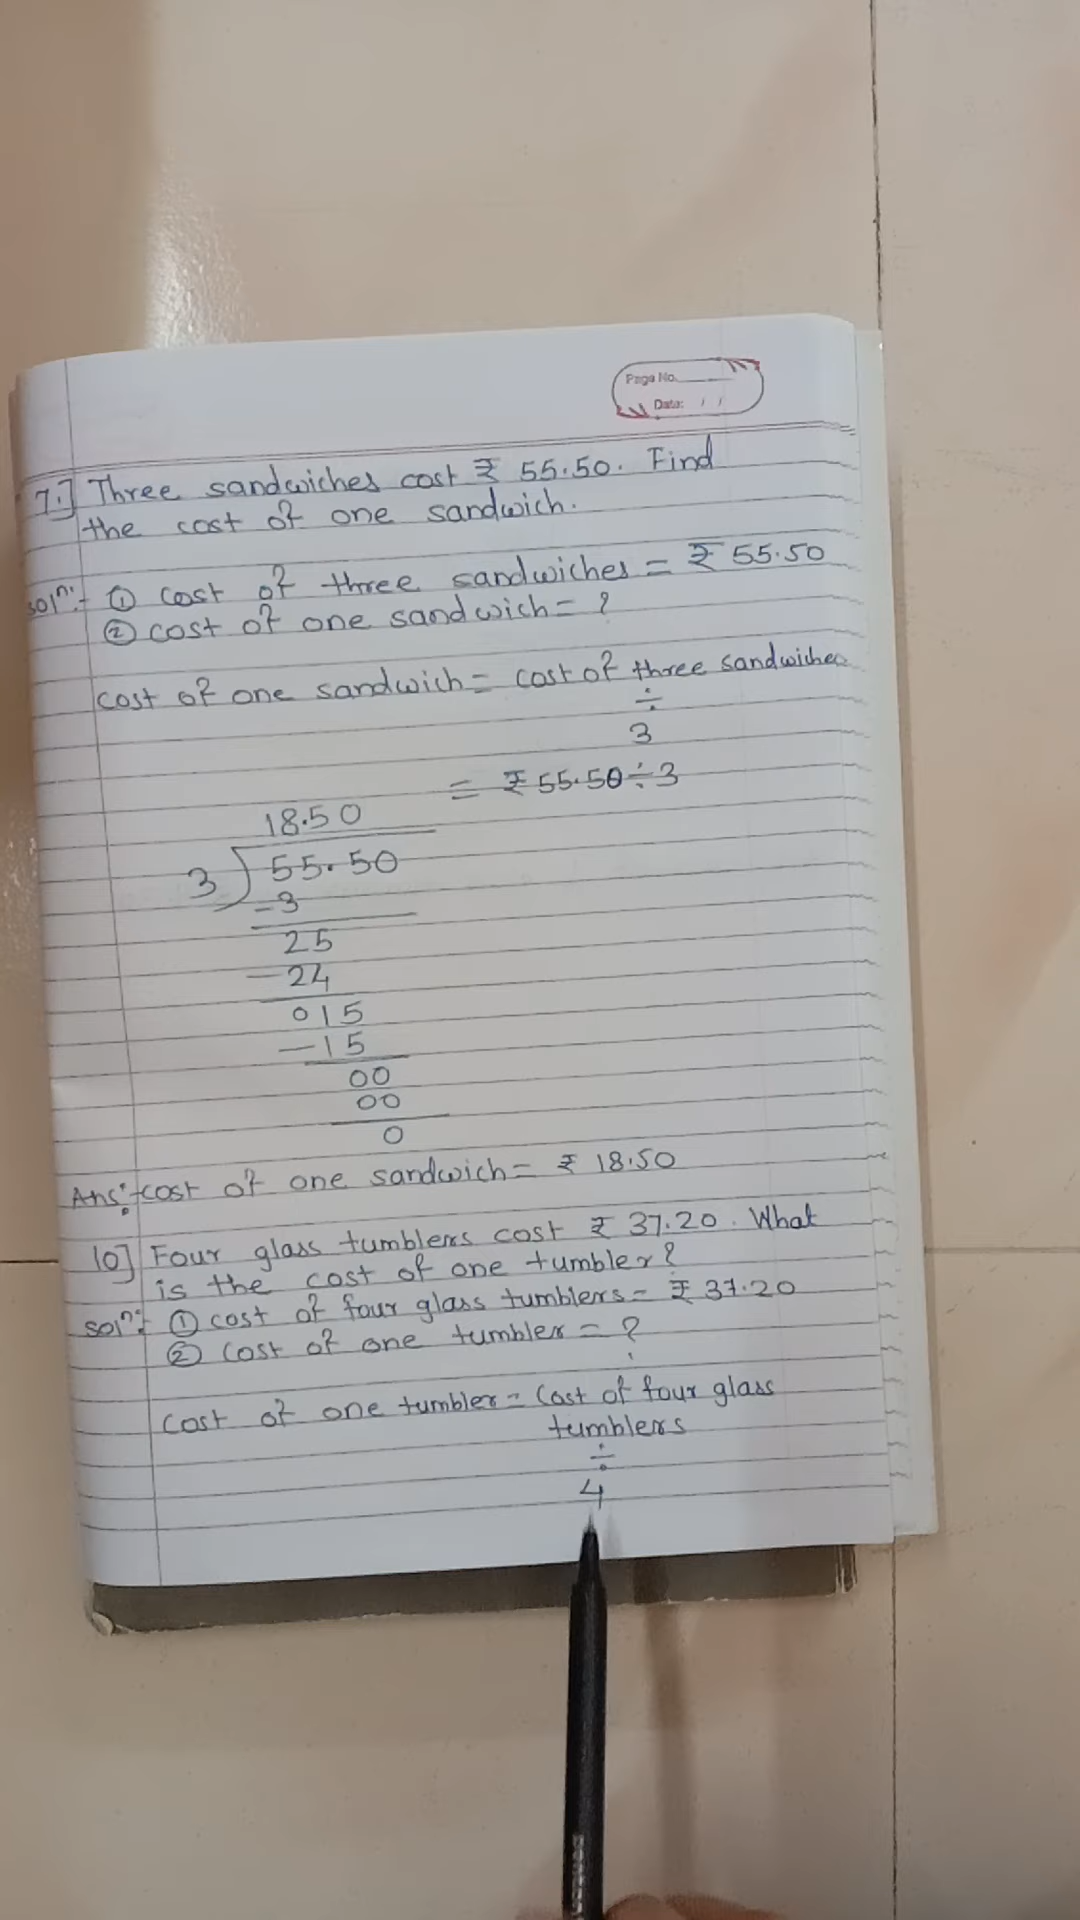 Page No.
Date: / /
7.] Three sandwiches cost ₹ 55.50. Find
the cost of one sandwich.
Solⁿ:- ① cost of three sandwiches = ₹ 55.50
② cost of one sandwich = ?
cost of one sandwich = cost of three sandwiches
÷
3
= ₹ 55.50 ÷ 3
18.50
3 55.50
-3
25
-24
015
-15
00
00
0
Ans:- cost of one sandwich = ₹ 18.50
10] Four glass tumblers cost ₹ 37.20. What
is the cost of one tumbler?
Solⁿ:- ① cost of four glass tumblers = ₹ 37.20
② cost of one tumbler = ?
cost of one tumbler = Cost of four glass
tumblers
÷
4